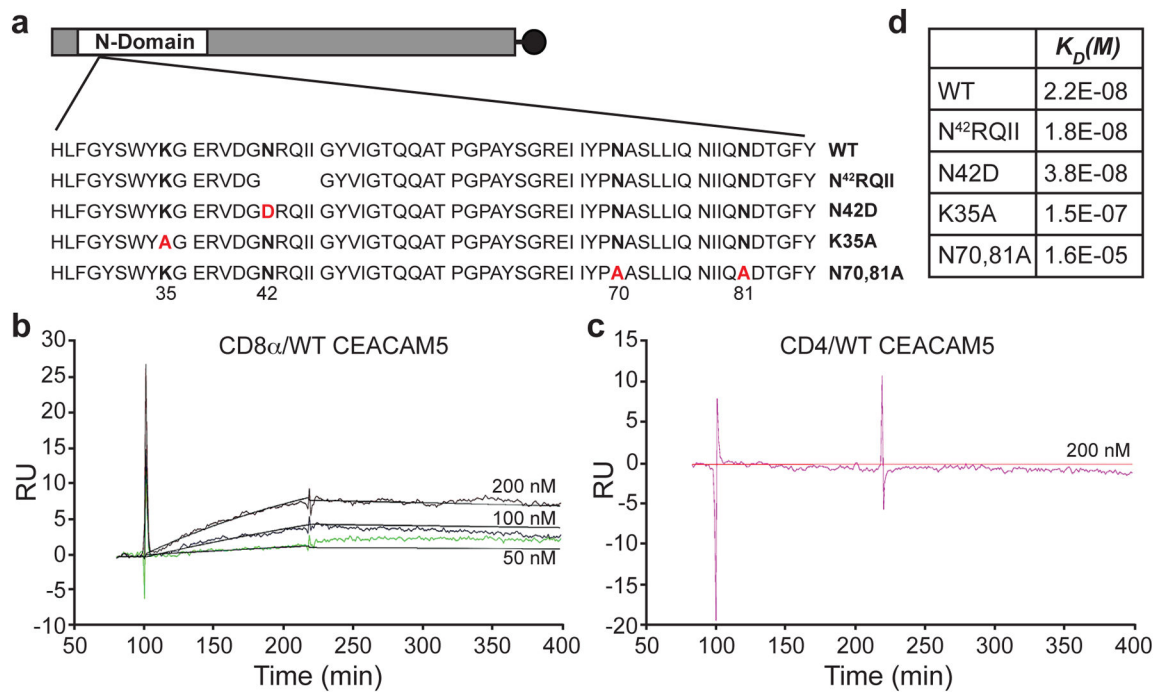 a
N-Domain
HLFGYSWYKG ERVDGNRQII GYVIGTQQAT PGPAYSGREI IYPNASLLIQ NIIQNDTGFY WT
HLFGYSWYKG ERVDG GYVIGTQQAT PGPAYSGREI IYPNASLLIQ NIIQNDTGFY N⁴²RQII
HLFGYSWYKG ERVDGDRQII GYVIGTQQAT PGPAYSGREI IYPNASLLIQ NIIQNDTGFY N42D
HLFGYSWYAG ERVDGNRQII GYVIGTQQAT PGPAYSGREI IYPNASLLIQ NIIQNDTGFY K35A
HLFGYSWYKG ERVDGNRQII GYVIGTQQAT PGPAYSGREI IYPAASLLIQ NIIQADTGFY N70,81A
35 42 70 81
d
K_D(M)
WT 2.2E-08
N⁴²RQII 1.8E-08
N42D 3.8E-08
K35A 1.5E-07
N70,81A 1.6E-05
b
CD8α/WT CEACAM5
RU
30
25
20
15
10
5
0
-5
-10
200 nM
100 nM
50 nM
50 100 150 200 250 300 350 400
Time (min)
c
CD4/WT CEACAM5
RU
15
10
5
0
-5
-10
-15
-20
200 nM
50 100 150 200 250 300 350 400
Time (min)